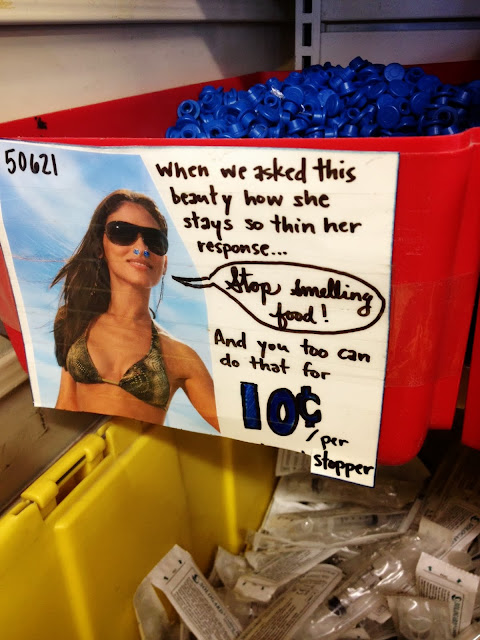 50621
When we asked this
beauty how she
stays so thin her
response...
Stop smelling
food!
And you too can
do that for
10¢
/per
stopper